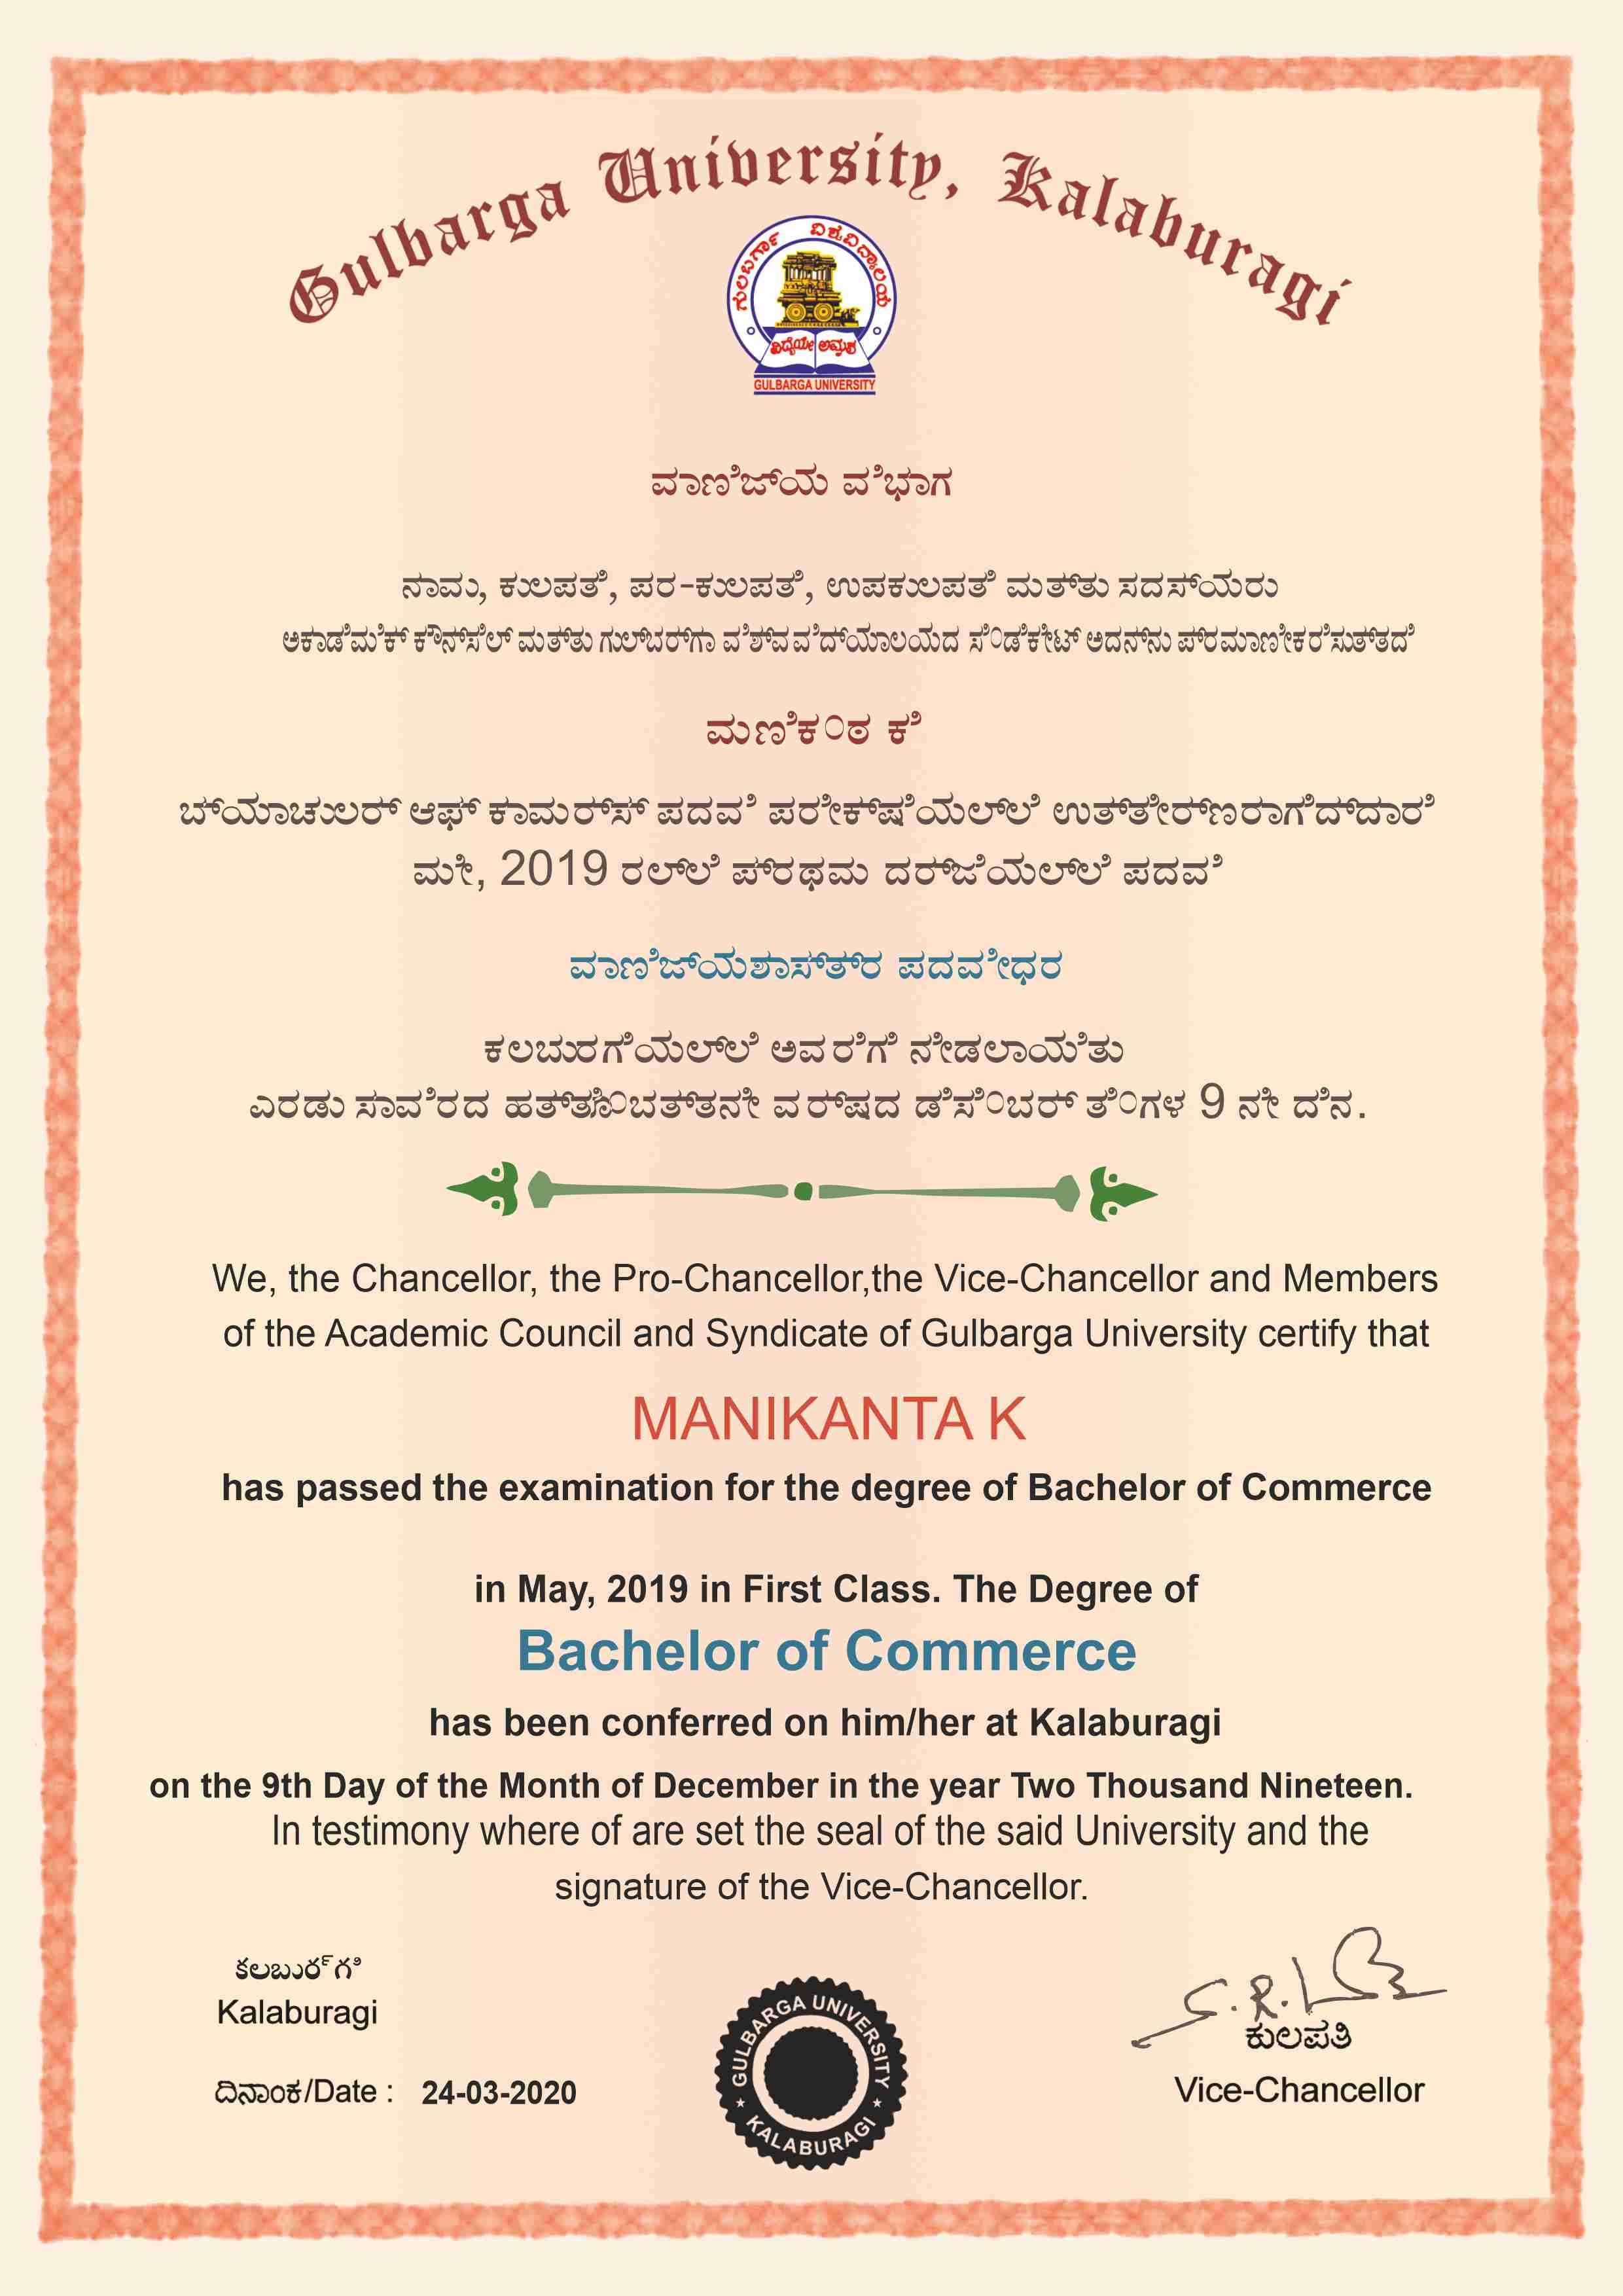 Gulbarga University, Kalaburagi
ಗುಲಬರ್ಗಾ ವಿಶ್ವವಿದ್ಯಾಲಯ
ವಿದ್ಯೆಯೇ ಅಮೃತ
GULBARGA UNIVERSITY
ವಾಣಿಜ್ಯ ವಿಭಾಗ
ನಾವು, ಕುಲಪತಿ, ಪರ-ಕುಲಪತಿ, ಉಪಕುಲಪತಿ ಮತ್ತು ಸದಸ್ಯರು
ಅಕಾಡೆಮಿಕ್ ಕೌನ್ಸಿಲ್ ಮತ್ತು ಗುಲ್ಬರ್ಗಾ ವಿಶ್ವವಿದ್ಯಾಲಯದ ಸಿಂಡಿಕೇಟ್ ಅದನ್ನು ಪ್ರಮಾಣೀಕರಿಸುತ್ತದೆ
ಮಣಿಕಂಠ ಕೆ
ಬ್ಯಾಚುಲರ್ ಆಫ್ ಕಾಮರ್ಸ್ ಪದವಿ ಪರೀಕ್ಷೆಯಲ್ಲಿ ಉತ್ತೀರ್ಣರಾಗಿದ್ದಾರೆ
ಮೇ, 2019 ರಲ್ಲಿ ಪ್ರಥಮ ದರ್ಜೆಯಲ್ಲಿ ಪದವಿ
ವಾಣಿಜ್ಯಶಾಸ್ತ್ರ ಪದವೀಧರ
ಕಲಬುರಗಿಯಲ್ಲಿ ಅವರಿಗೆ ನೀಡಲಾಯಿತು
ಎರಡು ಸಾವಿರದ ಹತ್ತೊಂಬತ್ತನೇ ವರ್ಷದ ಡಿಸೆಂಬರ್ ತಿಂಗಳ 9 ನೇ ದಿನ.
We, the Chancellor, the Pro-Chancellor,the Vice-Chancellor and Members
of the Academic Council and Syndicate of Gulbarga University certify that
MANIKANTA K
has passed the examination for the degree of Bachelor of Commerce
in May, 2019 in First Class. The Degree of
Bachelor of Commerce
has been conferred on him/her at Kalaburagi
on the 9th Day of the Month of December in the year Two Thousand Nineteen.
In testimony where of are set the seal of the said University and the
signature of the Vice-Chancellor.
ಕಲಬುರ್ಗಿ
Kalaburagi
ದಿನಾಂಕ/Date : 24-03-2020
GULBARGA UNIVERSITY
KALABURAGI
S.R.
ಕುಲಪತಿ
Vice-Chancellor